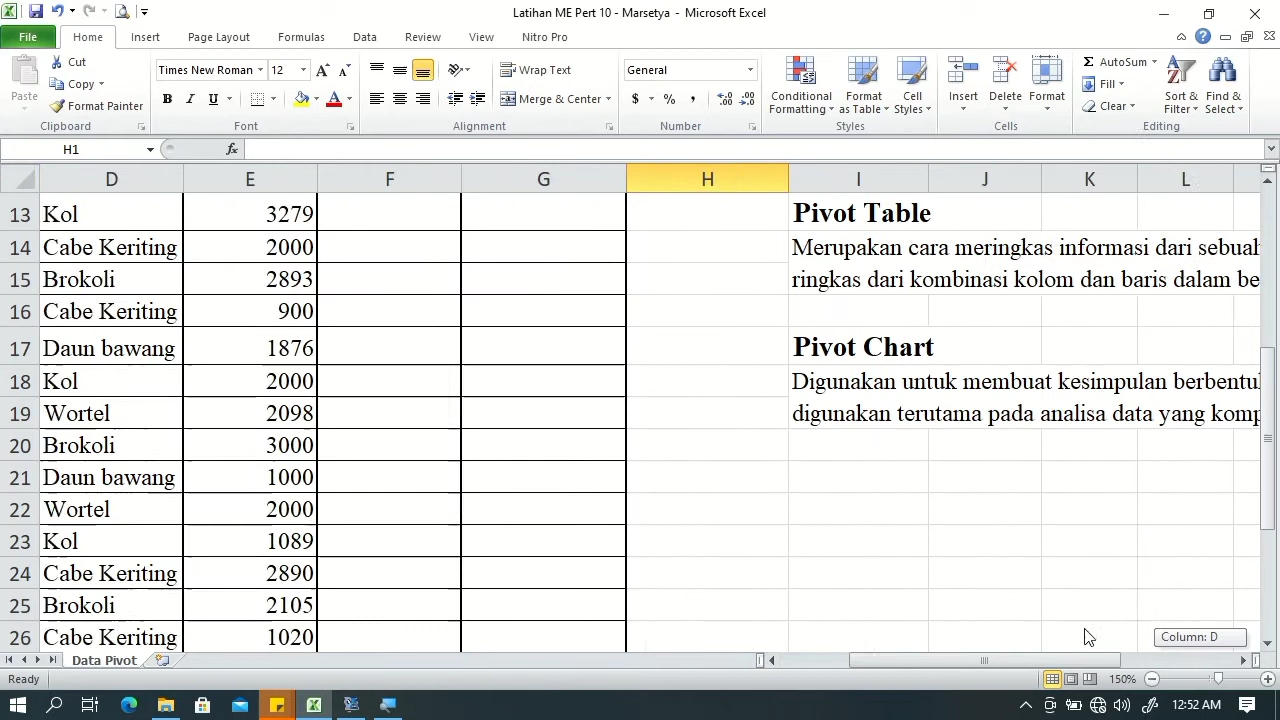 Latihan ME Pert 10 - Marsetya - Microsoft Excel
File Home Insert Page Layout Formulas Data Review View Nitro Pro
Paste
Cut
Copy
Format Painter
Clipboard
Times New Roman 12
B I U
Font
Wrap Text
Merge & Center
Alignment
General
$ % ,
Number
Conditional Formatting
Format as Table
Cell Styles
Styles
Insert
Delete
Format
Cells
AutoSum
Fill
Clear
Sort & Filter
Find & Select
Editing
H1 fx
D E F G H I J K L
13 Kol 3279 Pivot Table
14 Cabe Keriting 2000 Merupakan cara meringkas informasi dari sebuah
15 Brokoli 2893 ringkas dari kombinasi kolom dan baris dalam be
16 Cabe Keriting 900
17 Daun bawang 1876 Pivot Chart
18 Kol 2000 Digunakan untuk membuat kesimpulan berbentu
19 Wortel 2098 digunakan terutama pada analisa data yang komp
20 Brokoli 3000
21 Daun bawang 1000
22 Wortel 2000
23 Kol 1089
24 Cabe Keriting 2890
25 Brokoli 2105
26 Cabe Keriting 1020
Column: D
Data Pivot
Ready 150%
12:52 AM